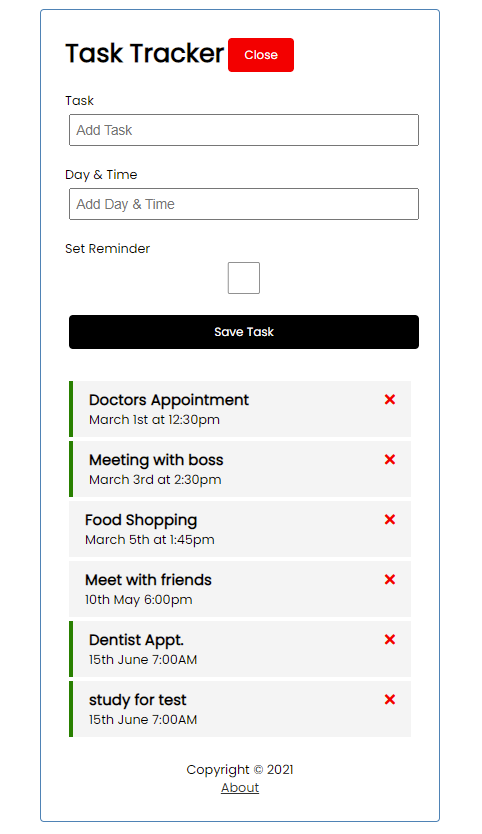 Task Tracker Close
Task
Add Task
Day & Time
Add Day & Time
Set Reminder
Save Task
Doctors Appointment
March 1st at 12:30pm
Meeting with boss
March 3rd at 2:30pm
Food Shopping
March 5th at 1:45pm
Meet with friends
10th May 6:00pm
Dentist Appt.
15th June 7:00AM
study for test
15th June 7:00AM
Copyright © 2021
About